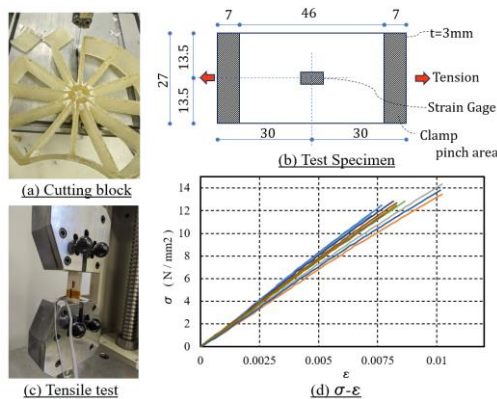 7 46 7
t=3mm
13.5
27
13.5
Tension
Strain Gage
30 30
Clamp
pinch area
(a) Cutting block
(b) Test Specimen
14
12
10
8
6
4
2
0
σ ( N / mm2 )
0 0.0025 0.005 0.0075 0.01
ε
(c) Tensile test
(d) σ-ε